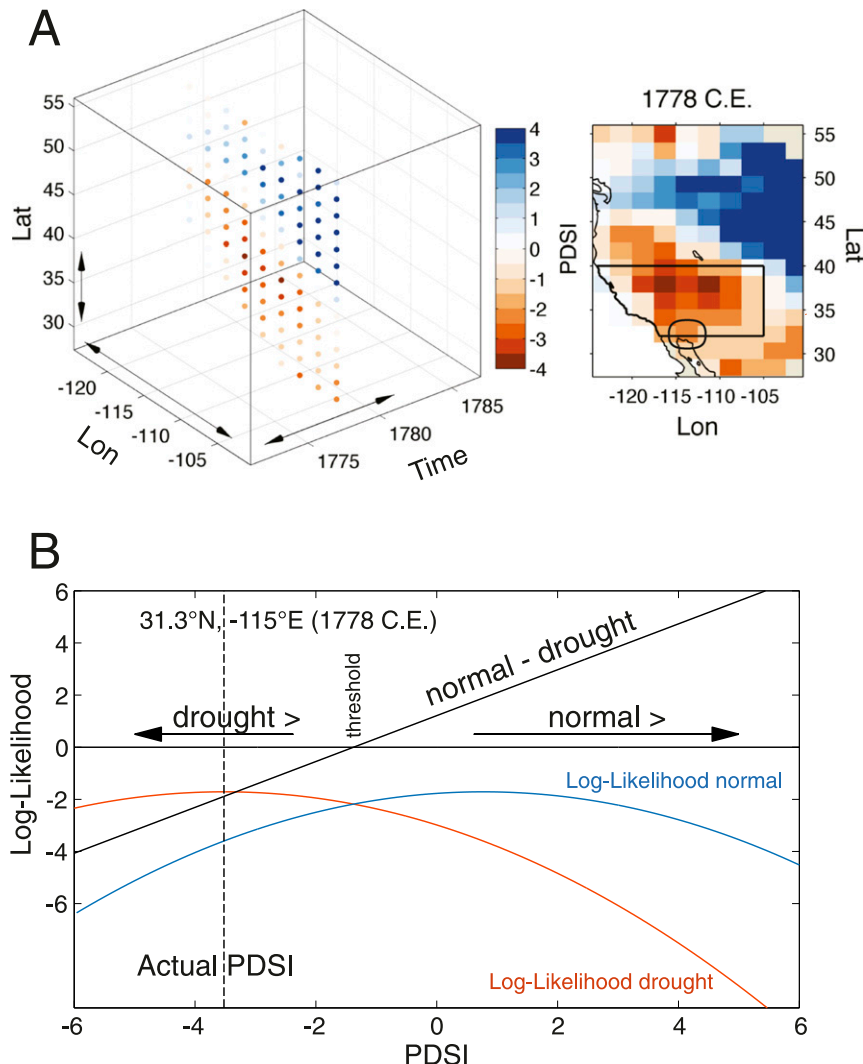 A
55
50
45
40
35
30
Lat
-120
-115
-110
-105
Lon
1775
1780
1785
Time
4
3
2
1
0
-1
-2
-3
-4
PDSI
1778 C.E.
55
50
45
40
35
30
Lat
-120 -115 -110 -105
Lon
B
6
4
2
0
-2
-4
-6
Log-Likelihood
31.3°N, -115°E (1778 C.E.)
threshold
normal - drought
drought >
normal >
Log-Likelihood normal
Actual PDSI
Log-Likelihood drought
-6 -4 -2 0 2 4 6
PDSI